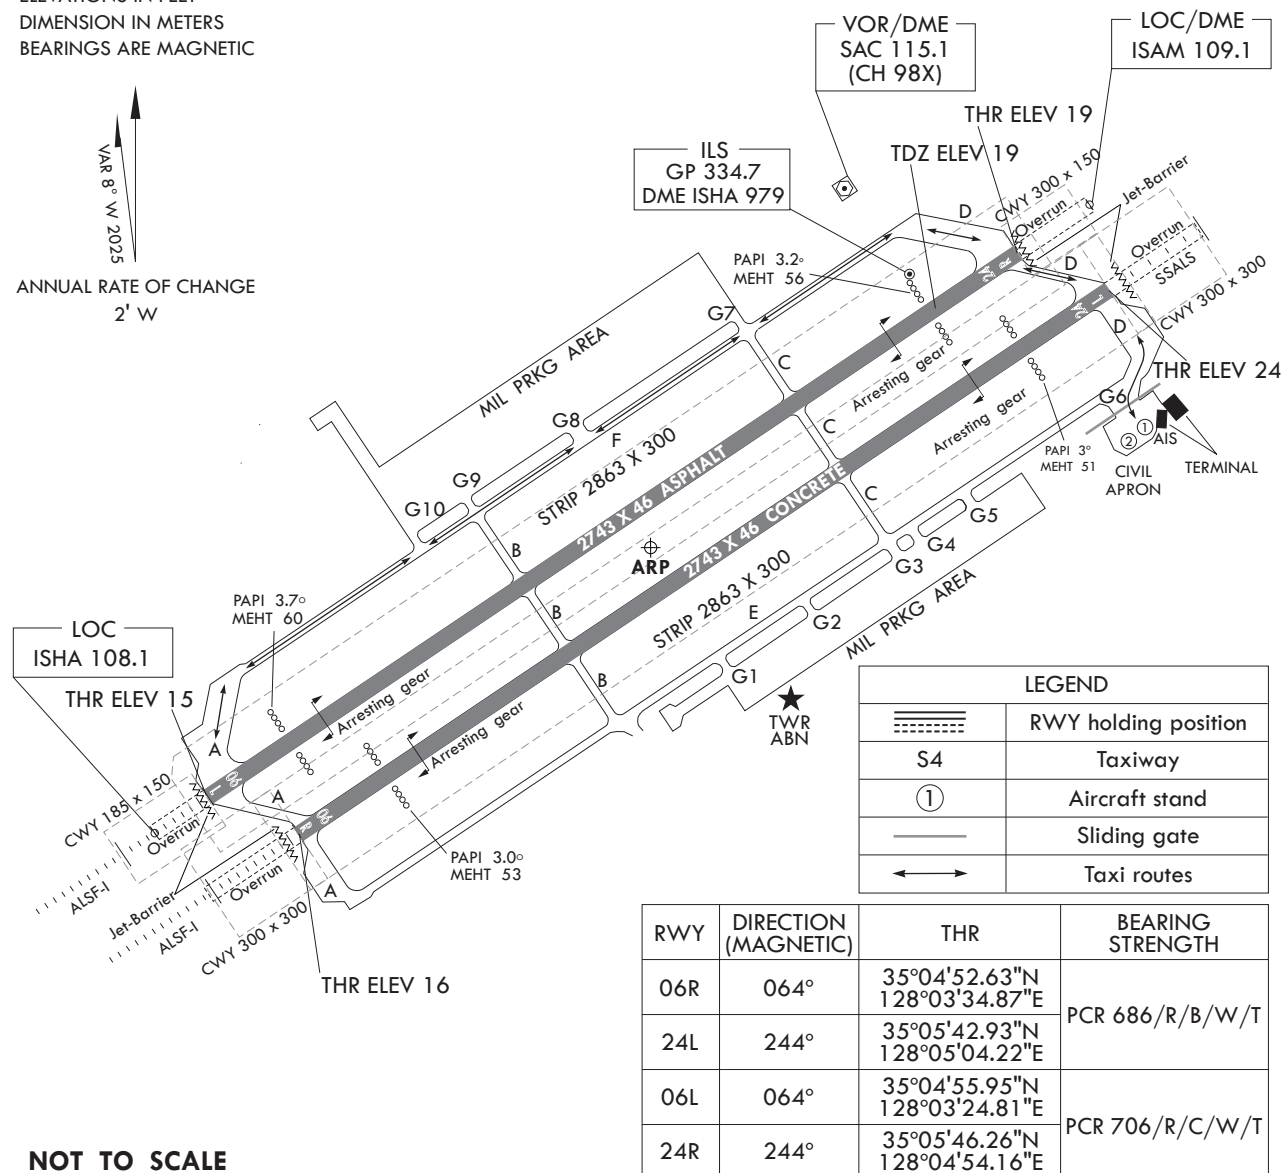 DIMENSION IN METERS
BEARINGS ARE MAGNETIC
VAR 8° W 2025
ANNUAL RATE OF CHANGE
2' W
VOR/DME
SAC 115.1
(CH 98X)
LOC/DME
ISAM 109.1
ILS
GP 334.7
DME ISHA 979
THR ELEV 19
TDZ ELEV 19
CWY 300 x 150
Overrun
Jet-Barrier
Overrun
SSALS
CWY 300 x 300
THR ELEV 24
D
D
D
PAPI 3.2°
MEHT 56
MIL PRKG AREA
G7
G8
F
G9
G10
C
C
C
Arresting gear
Arresting gear
PAPI 3°
MEHT 51
G6
1
2
AIS
TERMINAL
CIVIL
APRON
STRIP 2863 X 300
2743 X 46 ASPHALT
2743 X 46 CONCRETE
STRIP 2863 X 300
ARP
B
B
B
24
R
24
L
G5
G4
G3
E
G2
G1
MIL PRKG AREA
TWR
ABN
PAPI 3.7°
MEHT 60
LOC
ISHA 108.1
THR ELEV 15
Arresting gear
Arresting gear
A
A
A
06
L
06
R
CWY 185 x 150
Overrun
ALSF-I
Jet-Barrier
Overrun
ALSF-I
CWY 300 x 300
THR ELEV 16
PAPI 3.0°
MEHT 53
LEGEND
RWY holding position
S4 Taxiway
1 Aircraft stand
Sliding gate
Taxi routes
RWY DIRECTION (MAGNETIC) THR BEARING STRENGTH
06R 064° 35°04'52.63"N 128°03'34.87"E PCR 686/R/B/W/T
24L 244° 35°05'42.93"N 128°05'04.22"E
06L 064° 35°04'55.95"N 128°03'24.81"E PCR 706/R/C/W/T
24R 244° 35°05'46.26"N 128°04'54.16"E
NOT TO SCALE